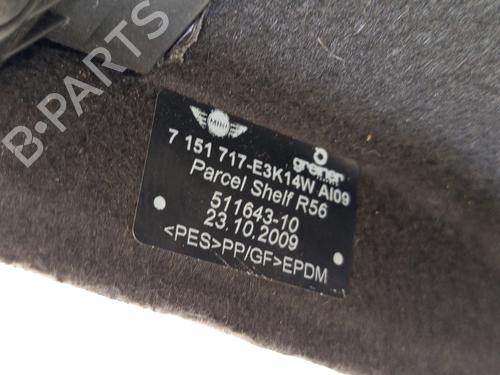 MINI
greiner
7 151 717-E3K14W AI09
Parcel Shelf R56
511643-10
23.10.2009
<PES>PP/GF>EPDM
B-PARTS